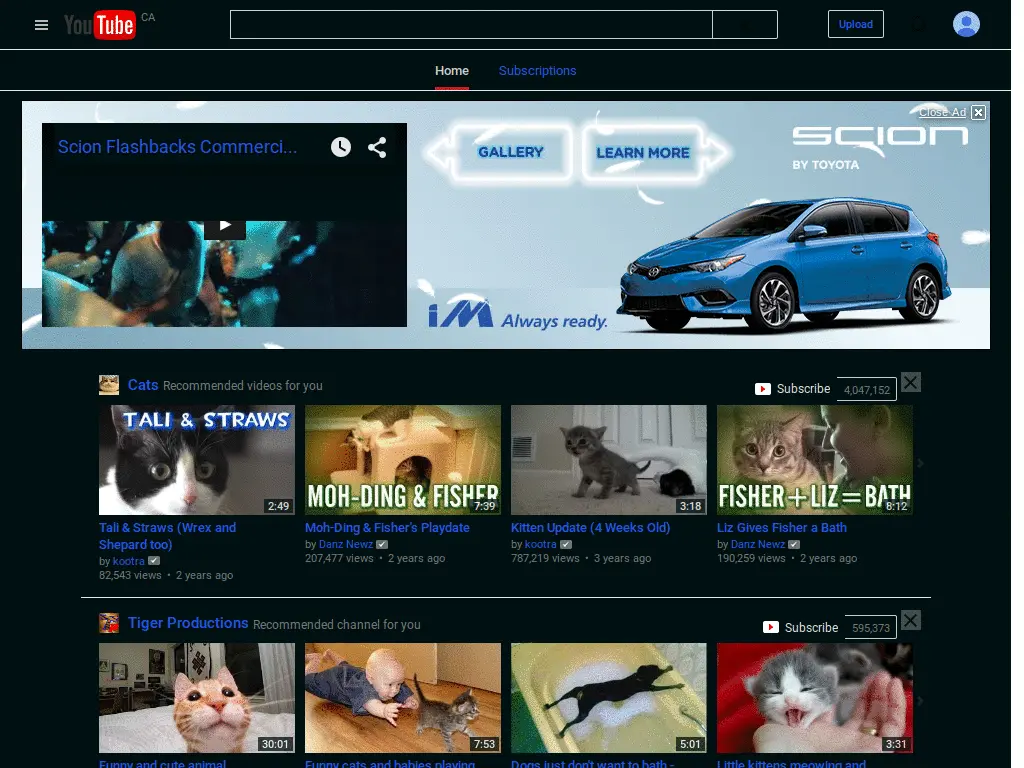 YouTube CA
Upload
Home Subscriptions
Close Ad
Scion Flashbacks Commerci...
GALLERY
LEARN MORE
SCION
BY TOYOTA
iM Always ready.
Cats Recommended videos for you
Subscribe 4,047,152
TALI & STRAWS
2:49
Tali & Straws (Wrex and
Shepard too)
by kootra
82,543 views • 2 years ago
MOH-DING & FISHER
7:39
Moh-Ding & Fisher's Playdate
by Danz Newz
207,477 views • 2 years ago
3:18
Kitten Update (4 Weeks Old)
by kootra
787,219 views • 3 years ago
FISHER+LIZ=BATH
8:12
Liz Gives Fisher a Bath
by Danz Newz
190,259 views • 2 years ago
Tiger Productions Recommended channel for you
Subscribe 595,373
30:01
Funny and cute animal
7:53
Funny cats and babies playing
5:01
Dogs just don't want to bath -
3:31
Little kittens meowing and